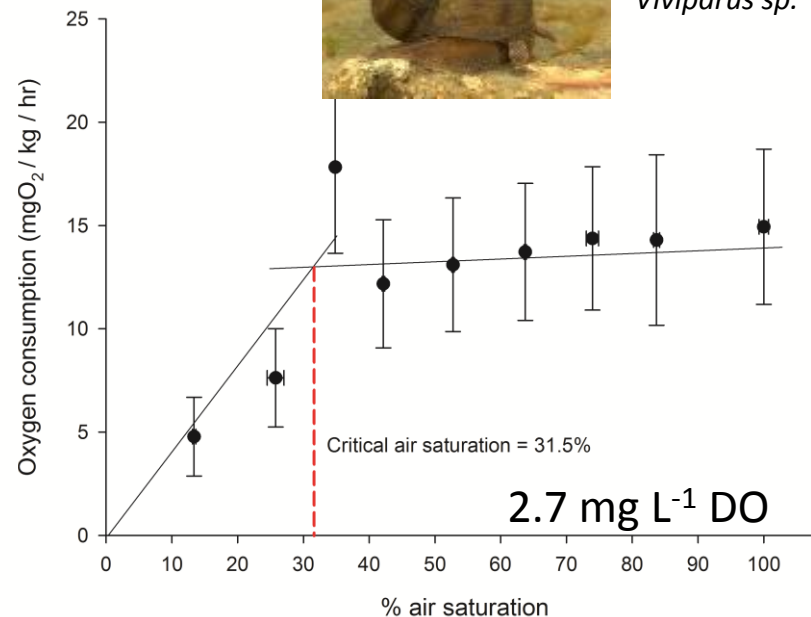 Viviparus sp.
25
20
15
10
5
0
Oxygen consumption (mgO₂ / kg / hr)
Critical air saturation = 31.5%
2.7 mg L⁻¹ DO
0 10 20 30 40 50 60 70 80 90 100
% air saturation